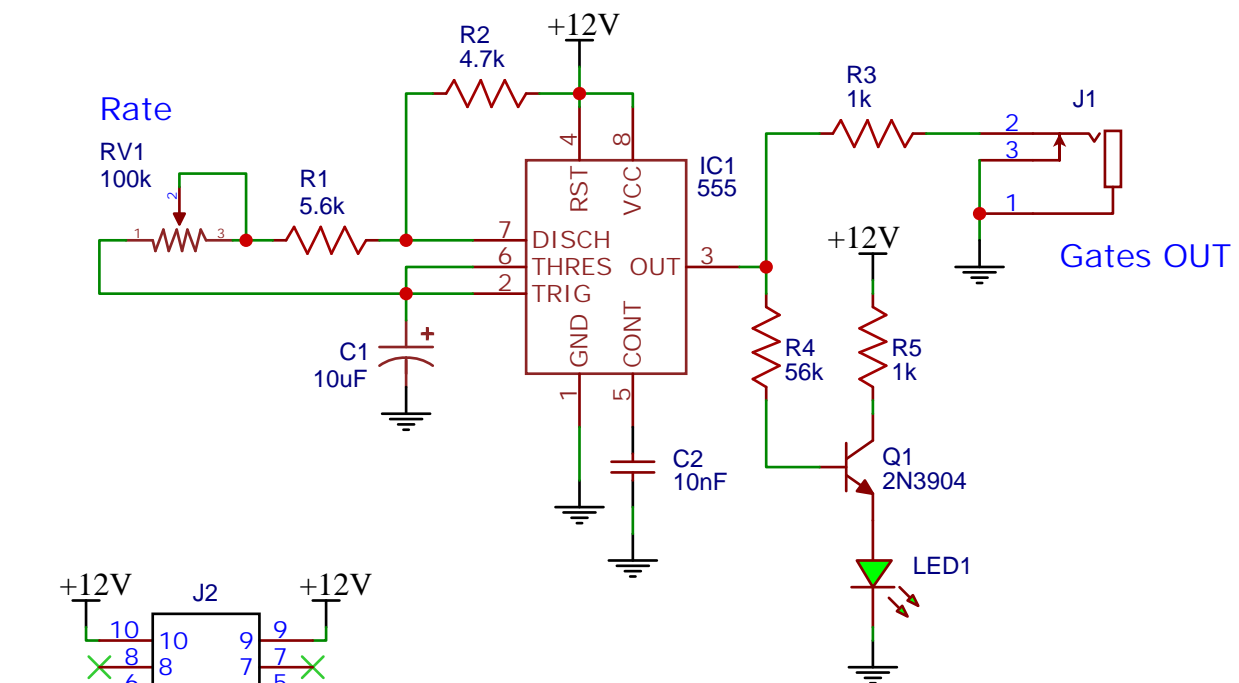 +12V
R2
4.7k
R3
1k
J1
Rate
RV1
100k
R1
5.6k
2
1
3
4
8
RST
VCC
IC1
555
2
3
1
7
DISCH
6
THRES
OUT
3
2
TRIG
GND
CONT
1
5
+12V
Gates OUT
+
C1
10uF
R4
56k
R5
1k
C2
10nF
Q1
2N3904
LED1
+12V
J2
+12V
10
10
9
9
8
8
7
7
6
5